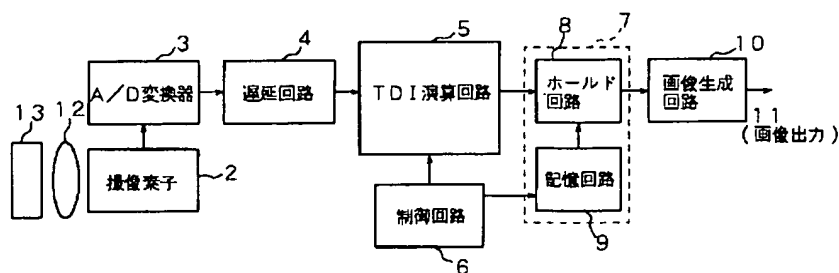 3
4
5
8
7
10
A/D変換器
遅延回路
TDI演算回路
ホールド
回路
画像生成
回路
13
12
11
(画像出力)
撮像素子
2
制御回路
6
記憶回路
9